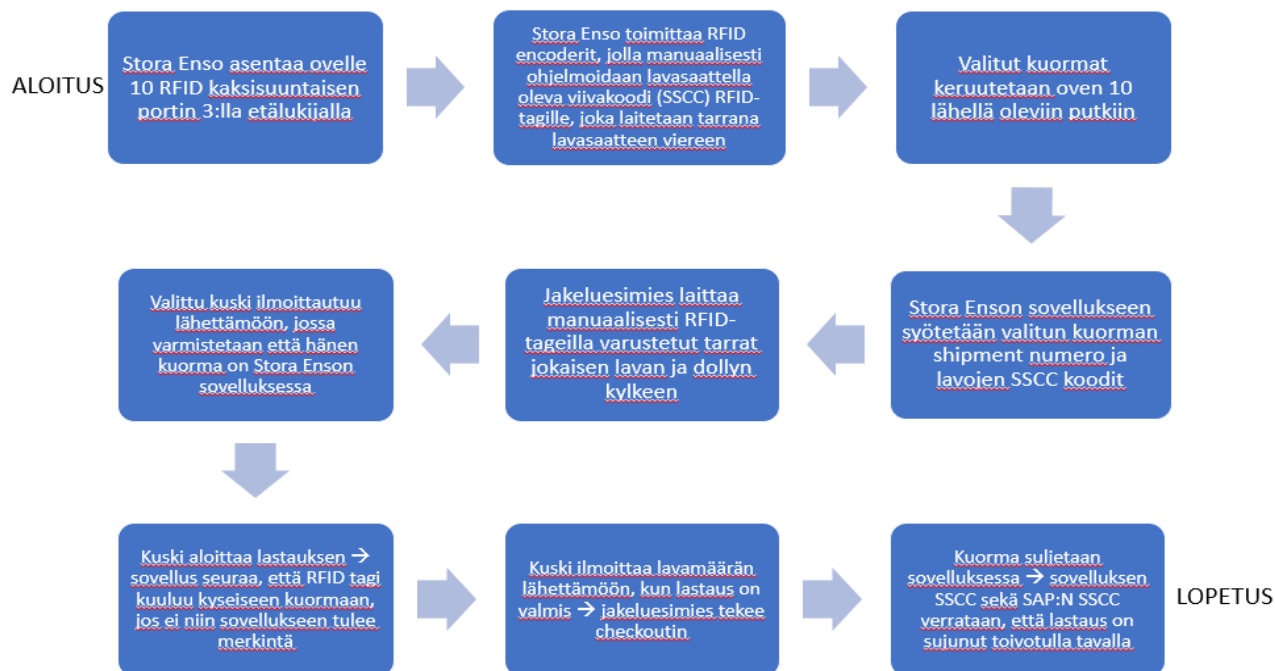 ALOITUS
Stora Enso asentaa ovelle
10 RFID kaksisuuntaisen
portin 3:lla etälukijalla
Stora Enso toimittaa RFID
encoderit, jolla manuaalisesti
ohjelmoidaan lavasaattella
oleva viivakoodi (SSCC) RFID-
tagille, joka laitetaan tarrana
lavasaatteen viereen
Valitut kuormat
keruutetaan oven 10
lähellä oleviin putkiin
Stora Enson sovellukseen
syötetään valitun kuorman
shipment numero ja
lavojen SSCC koodit
Jakeluesimies laittaa
manuaalisesti RFID-
tageilla varustetut tarrat
jokaisen lavan ja dollyn
kylkeen
Valittu kuski ilmoittautuu
lähettämöön, jossa
varmistetaan että hänen
kuorma on Stora Enson
sovelluksessa
Kuski aloittaa lastauksen →
sovellus seuraa, että RFID tagi
kuuluu kyseiseen kuormaan,
jos ei niin sovellukseen tulee
merkintä
Kuski ilmoittaa lavamäärän
lähettämöön, kun lastaus on
valmis → jakeluesimies tekee
checkoutin
Kuorma suljetaan
sovelluksessa → sovelluksen
SSCC sekä SAP:N SSCC
verrataan, että lastaus on
sujunut toivotulla tavalla
LOPETUS